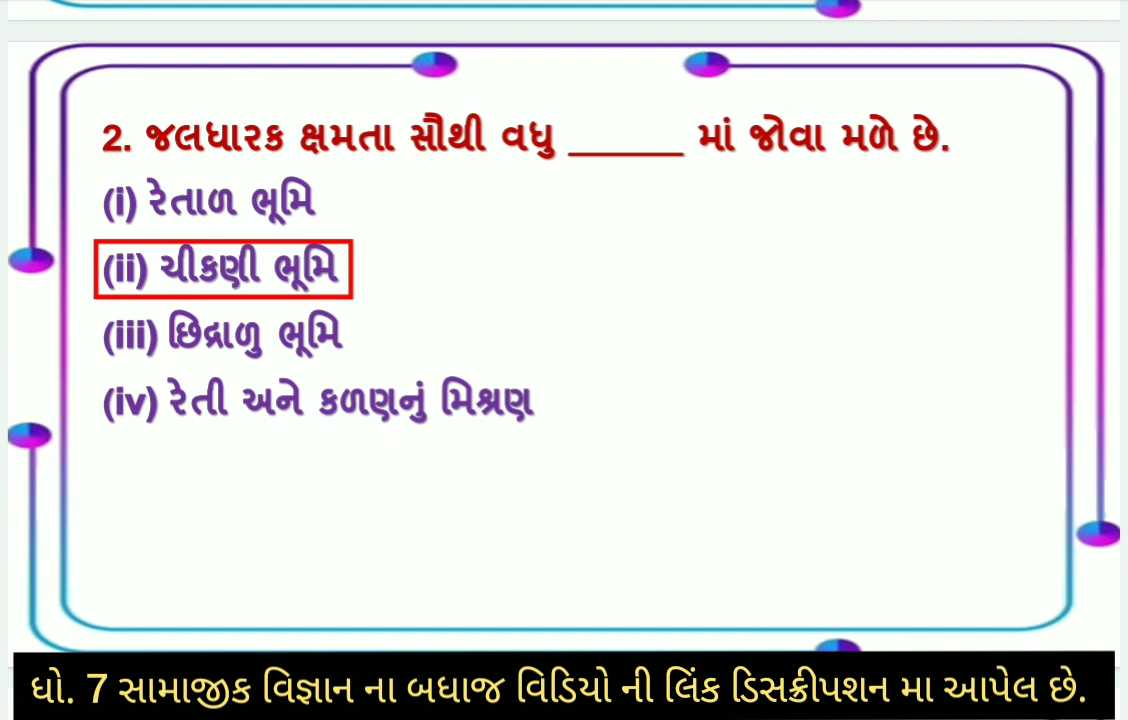 2. જલધારક ક્ષમતા સૌથી વધુ ______ માં જોવા મળે છે.
(i) રેતાળ ભૂમિ
(ii) ચીકણી ભૂમિ
(iii) છિદ્રાળુ ભૂમિ
(iv) રેતી અને કળણનું મિશ્રણ
ધો. 7 સામાજીક વિજ્ઞાન ના બધાજ વિડિયો ની લિંક ડિસક્રીપશન મા આપેલ છે.